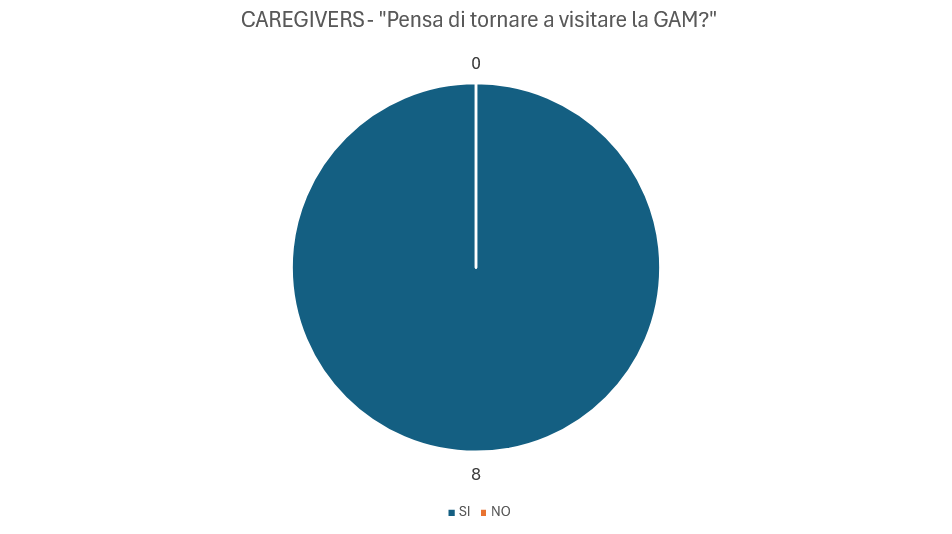 CAREGIVERS- "Pensa di tornare a visitare la GAM?"
0
8
SI NO